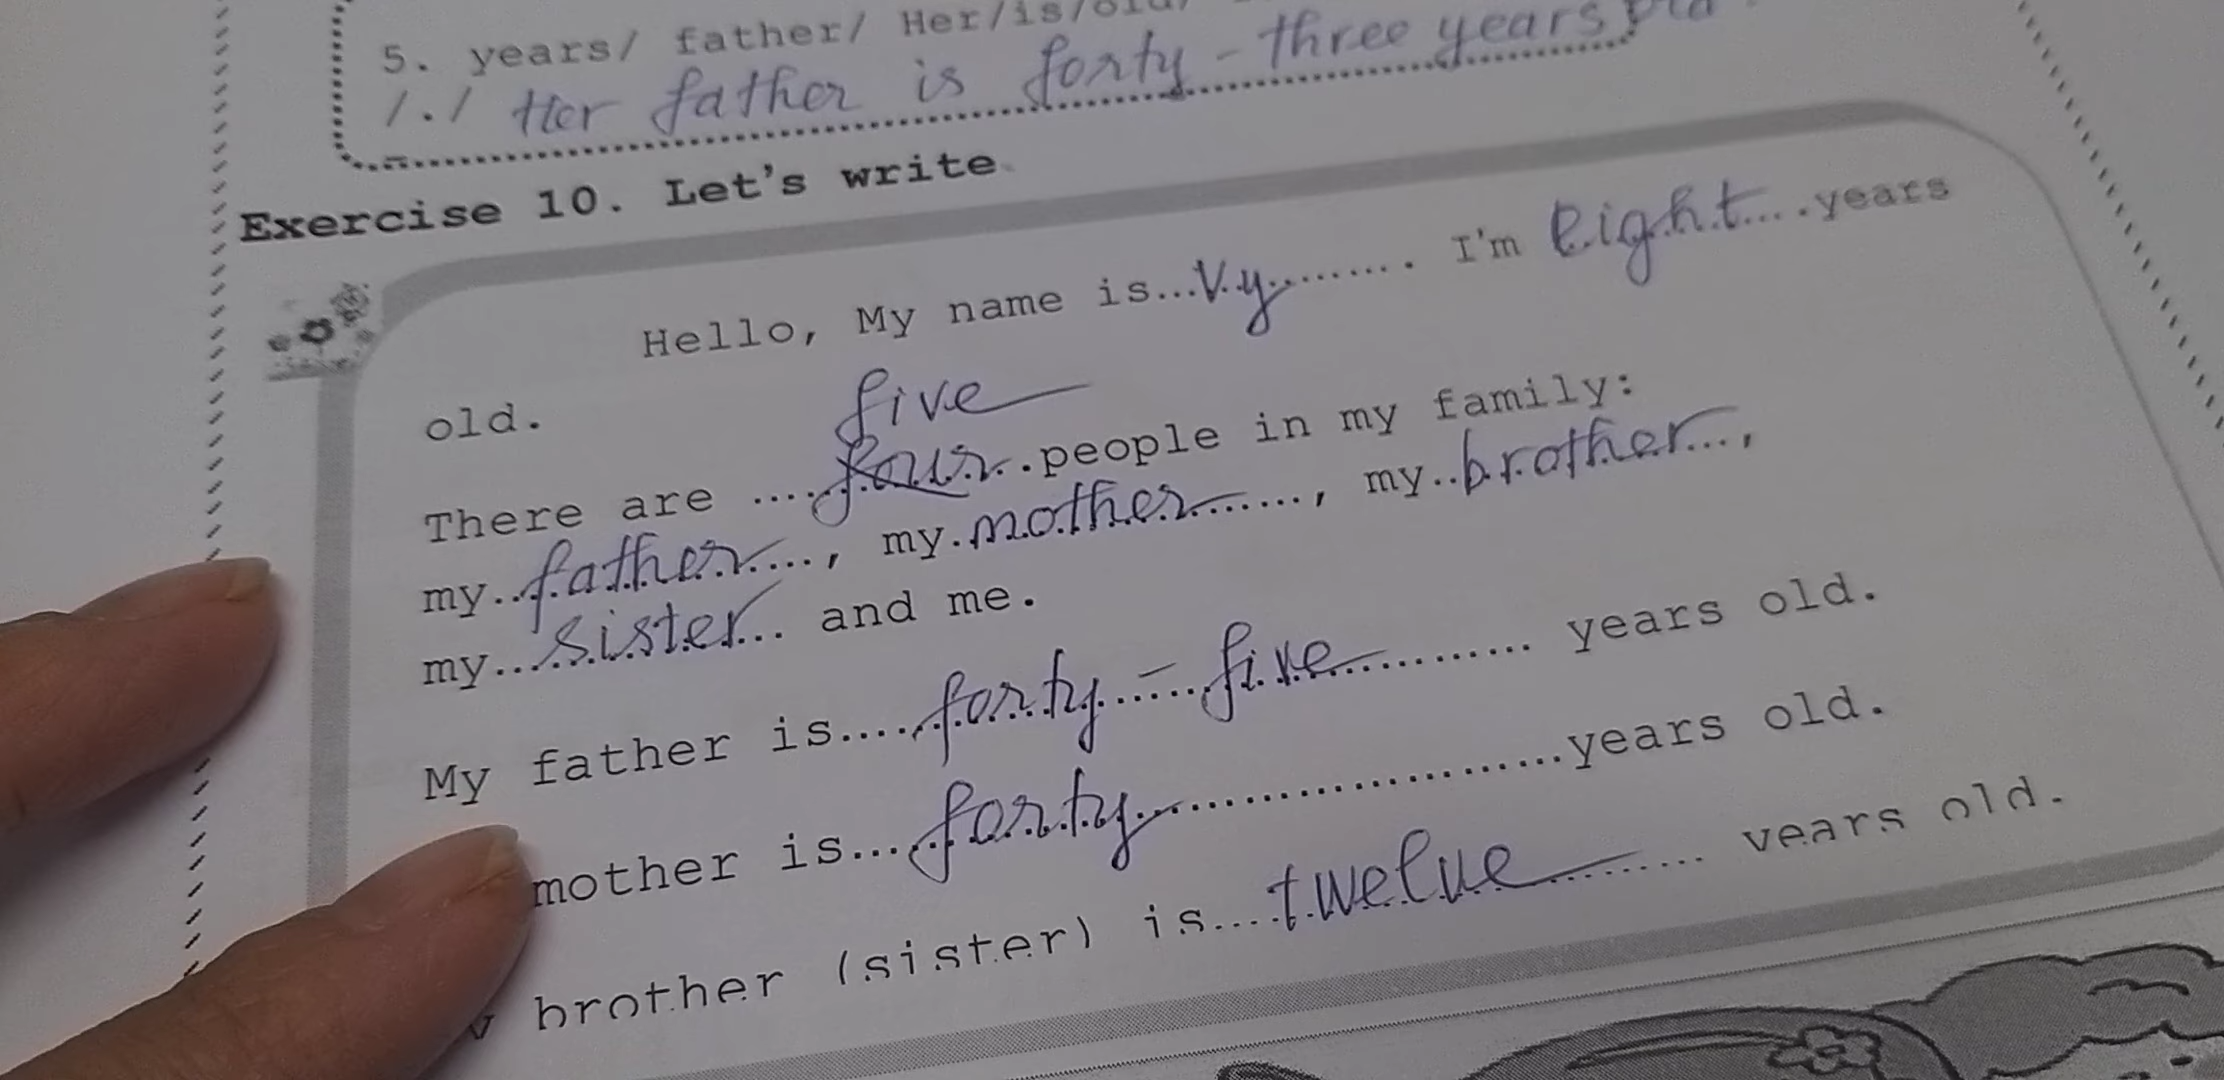 5. years/ father/ Her/is/old/
/./ Her father is forty-three years old
Exercise 10. Let's write
Hello, My name is...Vy......... I'm eight....years
old.
five
There are ....four..people in my family:
my..father...., my.mother......, my..brother...,
my....sister... and me.
My father is....forty-five.......... years old.
mother is...forty......................years old.
brother (sister) is...twelve....... years old.